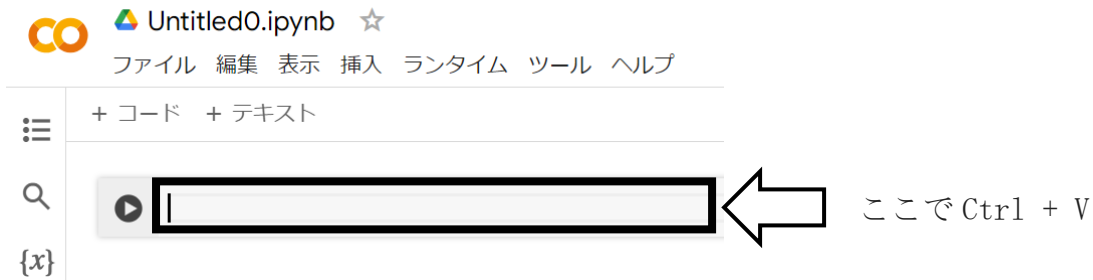 Untitled0.ipynb
ファイル 編集 表示 挿入 ランタイム ツール ヘルプ
+ コード + テキスト
ここでCtrl + V
{x}